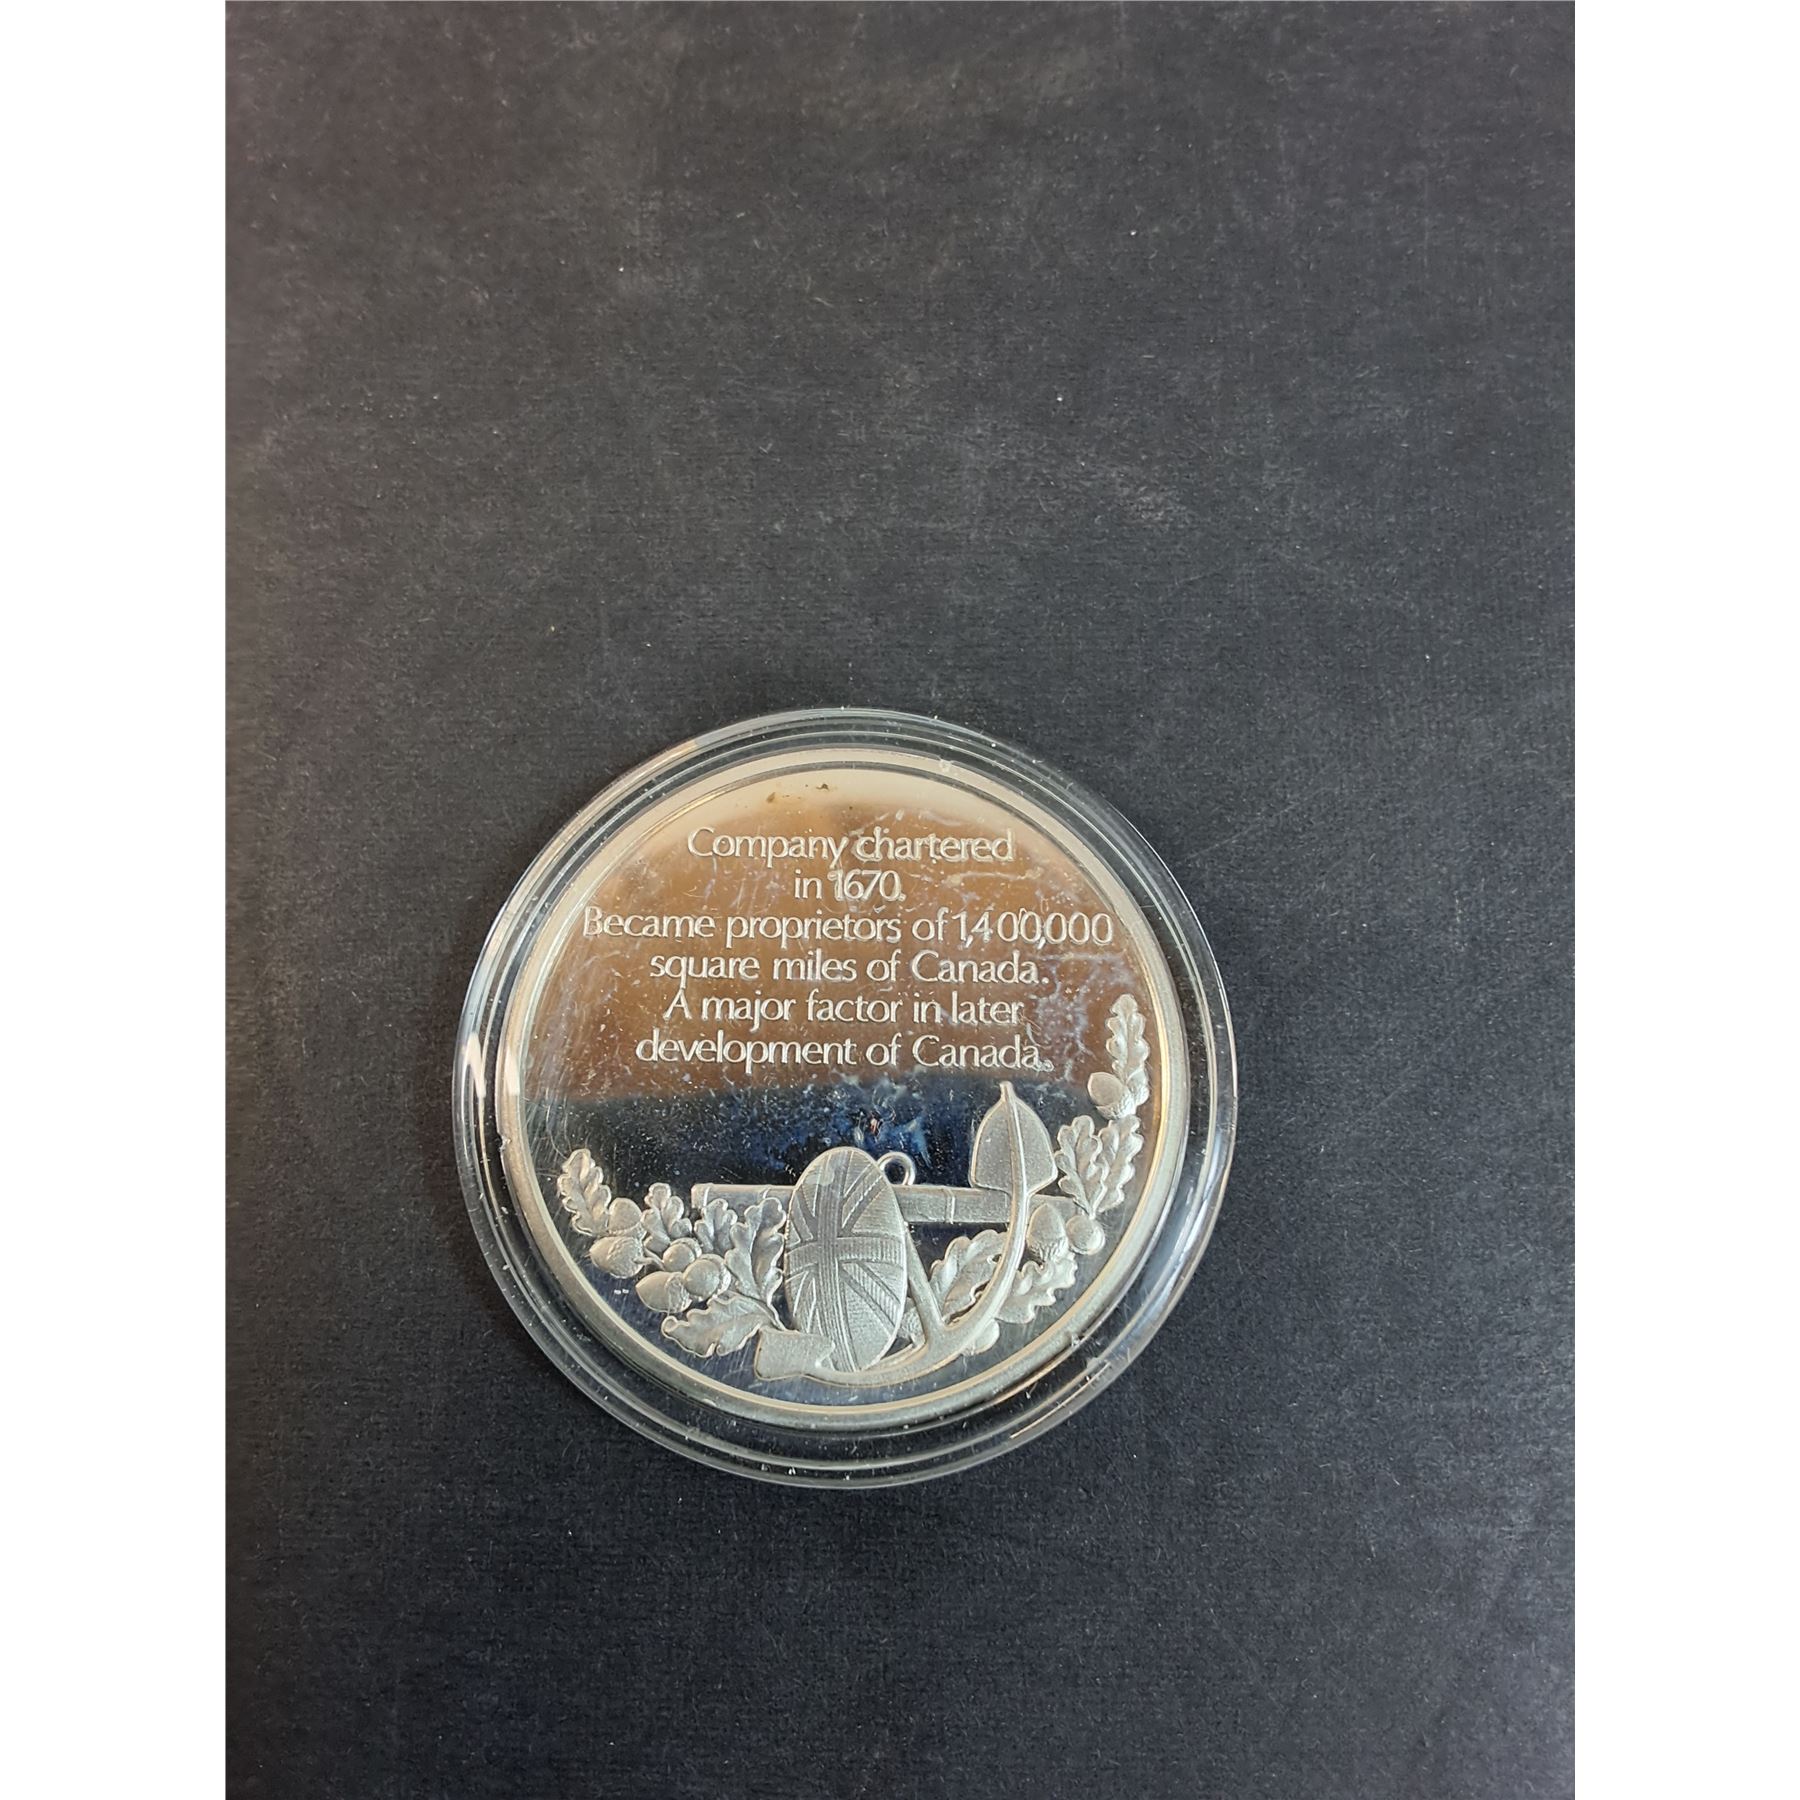 Company chartered
in 1670.
Became proprietors of 1,400,000
square miles of Canada.
A major factor in later
development of Canada.